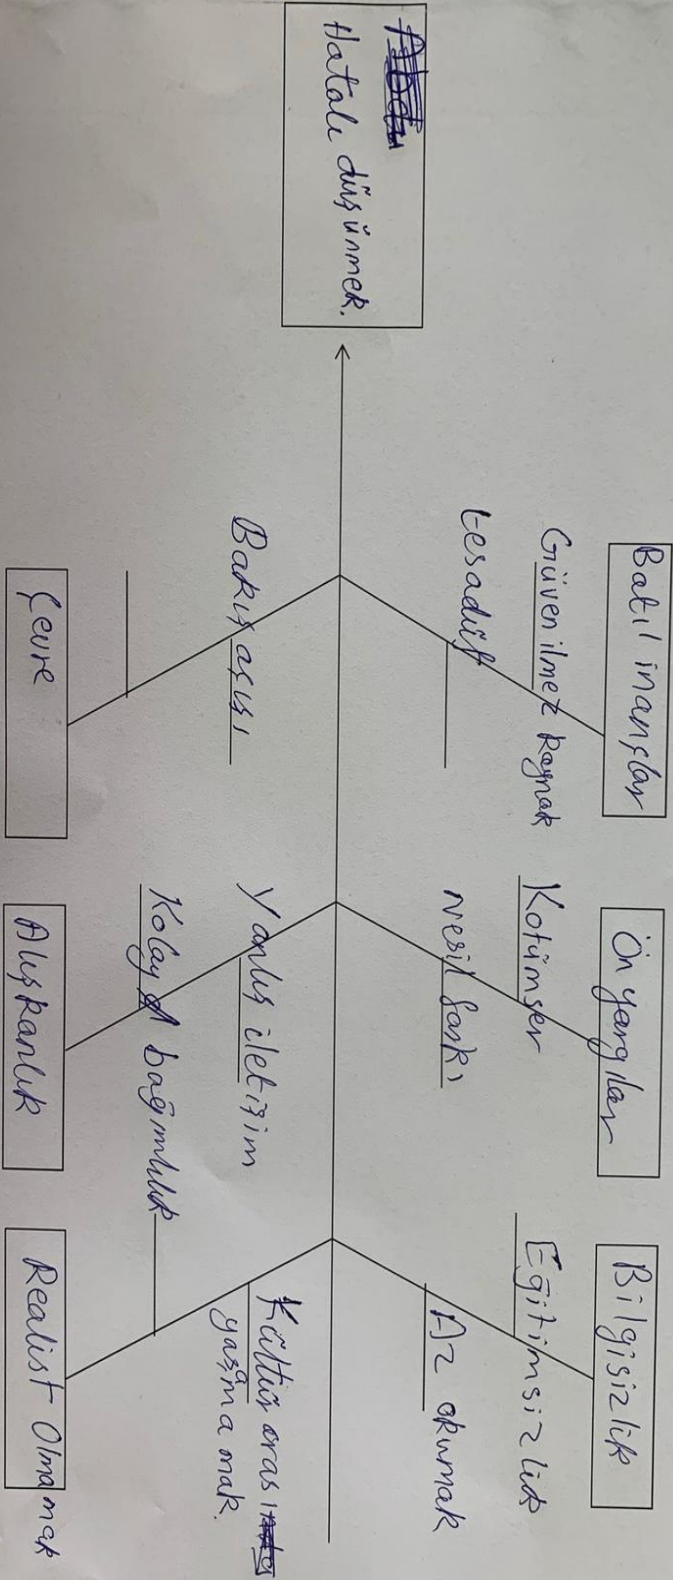 Hatalı düşünmek.
Batıl inançlar
Güvenilmez kaynak
tesadüf
Ön yargılar
Kötümser
nesil farkı
Bilgisizlik
Eğitimsizlik
Az okumak
Bakış açısı
Çevre
Yanlış iletişim
Kolay bağımlılık
Alışkanlık
Kültür arası
yaşamamak.
Realist Olmamak